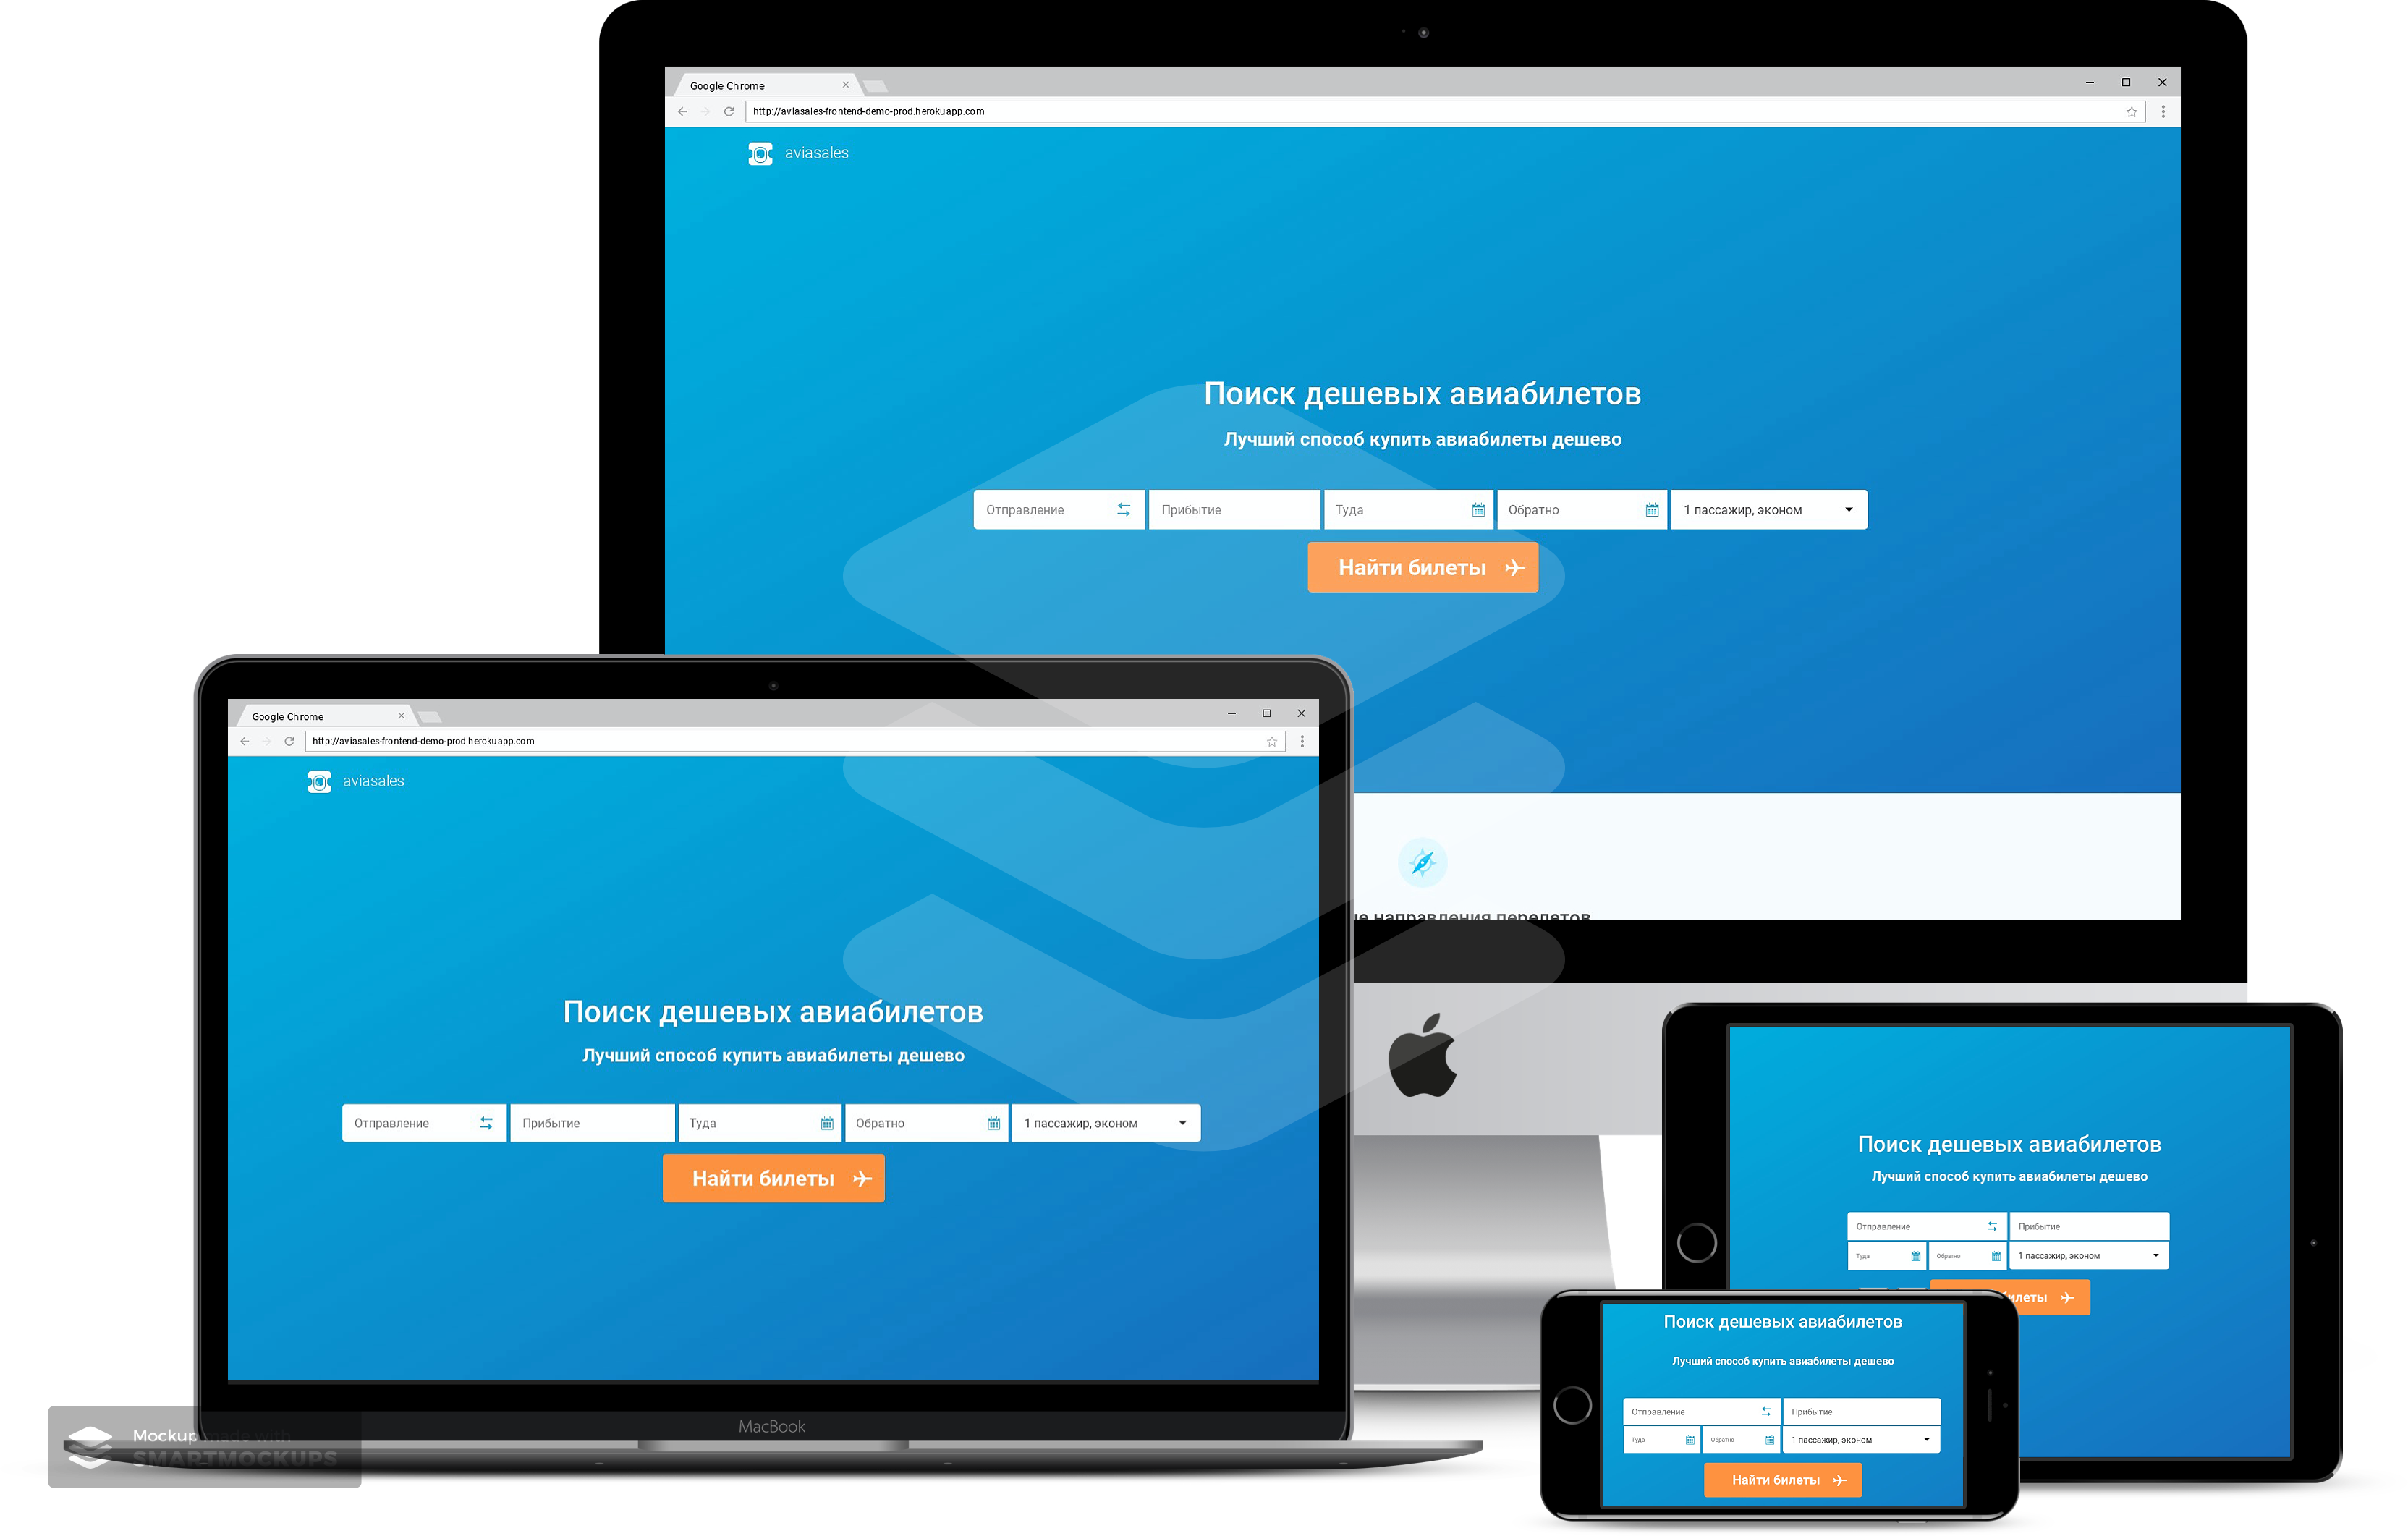 Google Chrome
http://aviasales-frontend-demo-prod.herokuapp.com
aviasales
Поиск дешевых авиабилетов
Лучший способ купить авиабилеты дешево
Отправление Прибытие Туда Обратно 1 пассажир, эконом
Найти билеты
направления перелетов
Google Chrome
http://aviasales-frontend-demo-prod.herokuapp.com
aviasales
Поиск дешевых авиабилетов
Лучший способ купить авиабилеты дешево
Отправление Прибытие Туда Обратно 1 пассажир, эконом
Найти билеты
MacBook
Поиск дешевых авиабилетов
Лучший способ купить авиабилеты дешево
Отправление Прибытие
Туда Обратно 1 пассажир, эконом
Поиск дешевых авиабилетов
Лучший способ купить авиабилеты дешево
Отправление Прибытие
Туда Обратно 1 пассажир, эконом
Найти билеты
Mockup made with
SMARTMOCKUPS